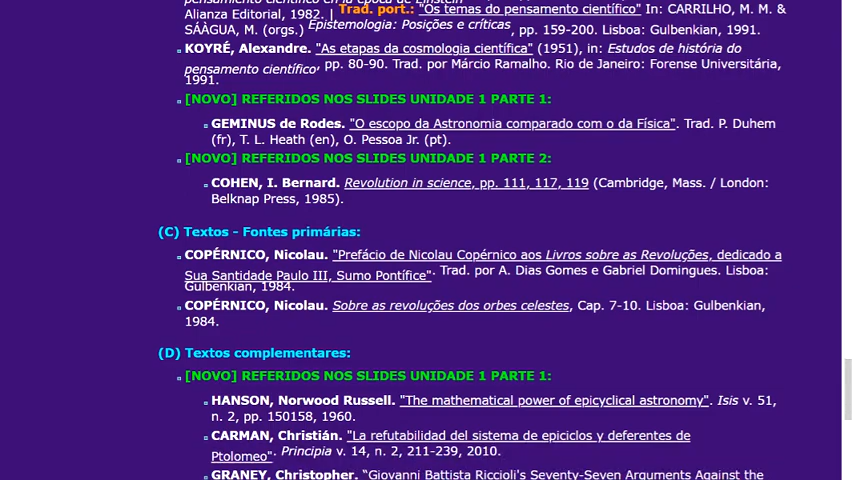 pensamiento científico en la época de Einstein
Alianza Editorial, 1982. | Trad. port.: "Os temas do pensamento científico" In: CARRILHO, M. M. &
SÁÀGUA, M. (orgs.) Epistemologia: Posições e críticas, pp. 159-200. Lisboa: Gulbenkian, 1991.
KOYRÉ, Alexandre. "As etapas da cosmologia científica" (1951), in: Estudos de história do
pensamento científico, pp. 80-90. Trad. por Márcio Ramalho. Rio de Janeiro: Forense Universitária,
1991.
[NOVO] REFERIDOS NOS SLIDES UNIDADE 1 PARTE 1:
GEMINUS de Rodes. "O escopo da Astronomia comparado com o da Física". Trad. P. Duhem
(fr), T. L. Heath (en), O. Pessoa Jr. (pt).
[NOVO] REFERIDOS NOS SLIDES UNIDADE 1 PARTE 2:
COHEN, I. Bernard. Revolution in science, pp. 111, 117, 119 (Cambridge, Mass. / London:
Belknap Press, 1985).
(C) Textos - Fontes primárias:
COPÉRNICO, Nicolau. "Prefácio de Nicolau Copérnico aos Livros sobre as Revoluções, dedicado a
Sua Santidade Paulo III, Sumo Pontífice". Trad. por A. Dias Gomes e Gabriel Domingues. Lisboa:
Gulbenkian, 1984.
COPÉRNICO, Nicolau. Sobre as revoluções dos orbes celestes, Cap. 7-10. Lisboa: Gulbenkian,
1984.
(D) Textos complementares:
[NOVO] REFERIDOS NOS SLIDES UNIDADE 1 PARTE 1:
HANSON, Norwood Russell. "The mathematical power of epicyclical astronomy". Isis v. 51,
n. 2, pp. 150158, 1960.
CARMAN, Christián. "La refutabilidad del sistema de epiciclos y deferentes de
Ptolomeo". Principia v. 14, n. 2, 211-239, 2010.
GRANEY, Christopher. "Giovanni Battista Riccioli's Seventy-Seven Arguments Against the